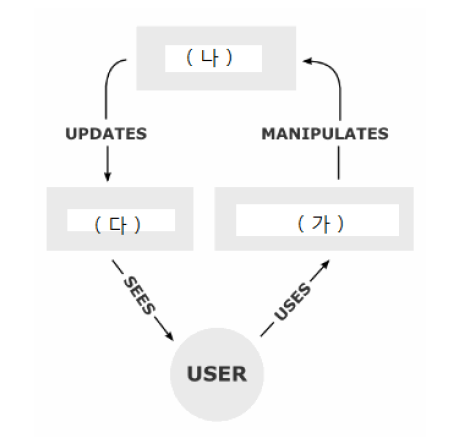 ( 나 )
UPDATES
MANIPULATES
( 다 )
( 가 )
SEES
USES
USER